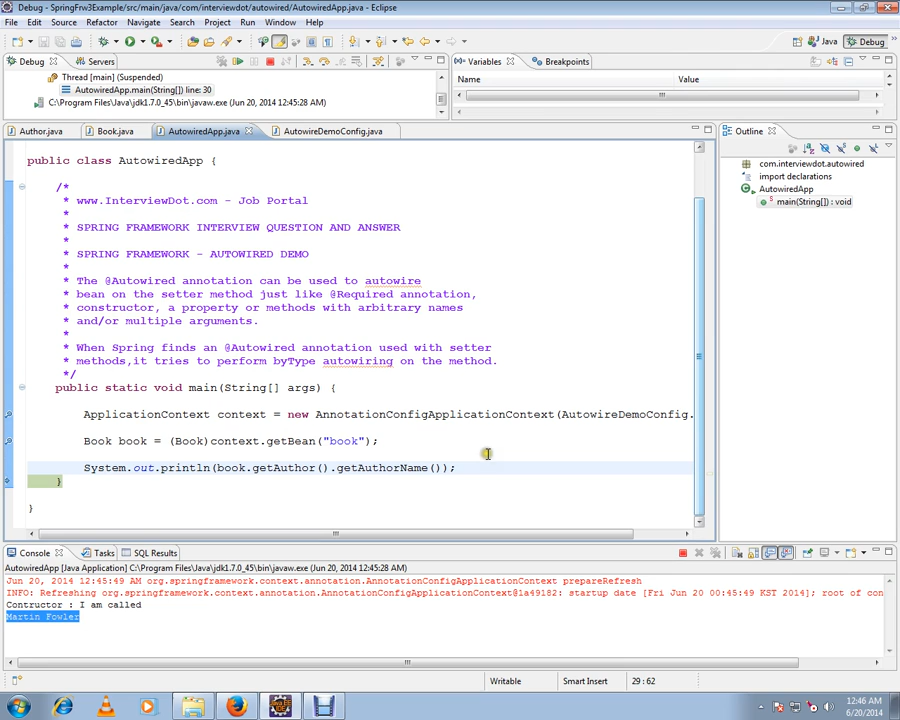 Debug - SpringFrw3Example/src/main/java/com/interviewdot/autowired/AutowiredApp.java - Eclipse
File Edit Source Refactor Navigate Search Project Run Window Help
Java Debug
Debug Servers
Variables Breakpoints
Thread [main] (Suspended)
AutowiredApp.main(String[]) line: 30
C:\Program Files\Java\jdk1.7.0_45\bin\javaw.exe (Jun 20, 2014 12:45:28 AM)
Name Value
Author.java Book.java AutowiredApp.java AutowireDemoConfig.java
Outline
com.interviewdot.autowired
import declarations
AutowiredApp
main(String[]) : void
public class AutowiredApp {
/*
* www.InterviewDot.com - Job Portal
*
* SPRING FRAMEWORK INTERVIEW QUESTION AND ANSWER
*
* SPRING FRAMEWORK - AUTOWIRED DEMO
*
* The @Autowired annotation can be used to autowire
* bean on the setter method just like @Required annotation,
* constructor, a property or methods with arbitrary names
* and/or multiple arguments.
*
* When Spring finds an @Autowired annotation used with setter
* methods,it tries to perform byType autowiring on the method.
*/
public static void main(String[] args) {
ApplicationContext context = new AnnotationConfigApplicationContext(AutowireDemoConfig.
Book book = (Book)context.getBean("book");
System.out.println(book.getAuthor().getAuthorName());
}
}
Console Tasks SQL Results
AutowiredApp [Java Application] C:\Program Files\Java\jdk1.7.0_45\bin\javaw.exe (Jun 20, 2014 12:45:28 AM)
Jun 20, 2014 12:45:49 AM org.springframework.context.annotation.AnnotationConfigApplicationContext prepareRefresh
INFO: Refreshing org.springframework.context.annotation.AnnotationConfigApplicationContext@1a49182: startup date [Fri Jun 20 00:45:49 KST 2014]; root of con
Contructor : I am called
Martin Fowler
Writable Smart Insert 29 : 62
12:46 AM
6/20/2014